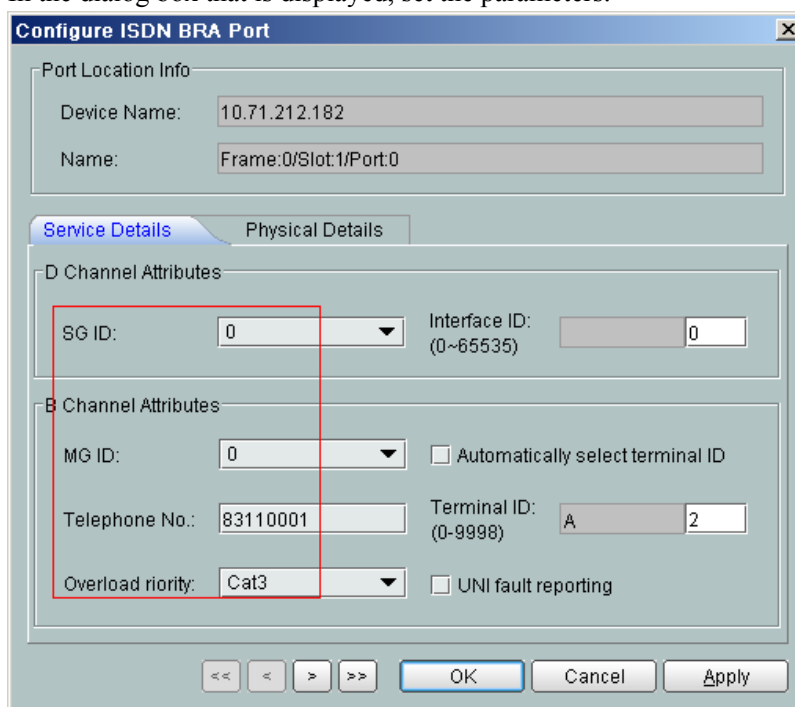 In the dialog box that is displayed, set the parameters.
Configure ISDN BRA Port
Port Location Info
Device Name: 10.71.212.182
Name: Frame:0/Slot:1/Port:0
Service Details Physical Details
D Channel Attributes
SG ID: 0 Interface ID: (0~65535) 0
B Channel Attributes
MG ID: 0 Automatically select terminal ID
Telephone No.: 83110001 Terminal ID: (0-9998) A 2
Overload riority: Cat3 UNI fault reporting
<< < > >> OK Cancel Apply